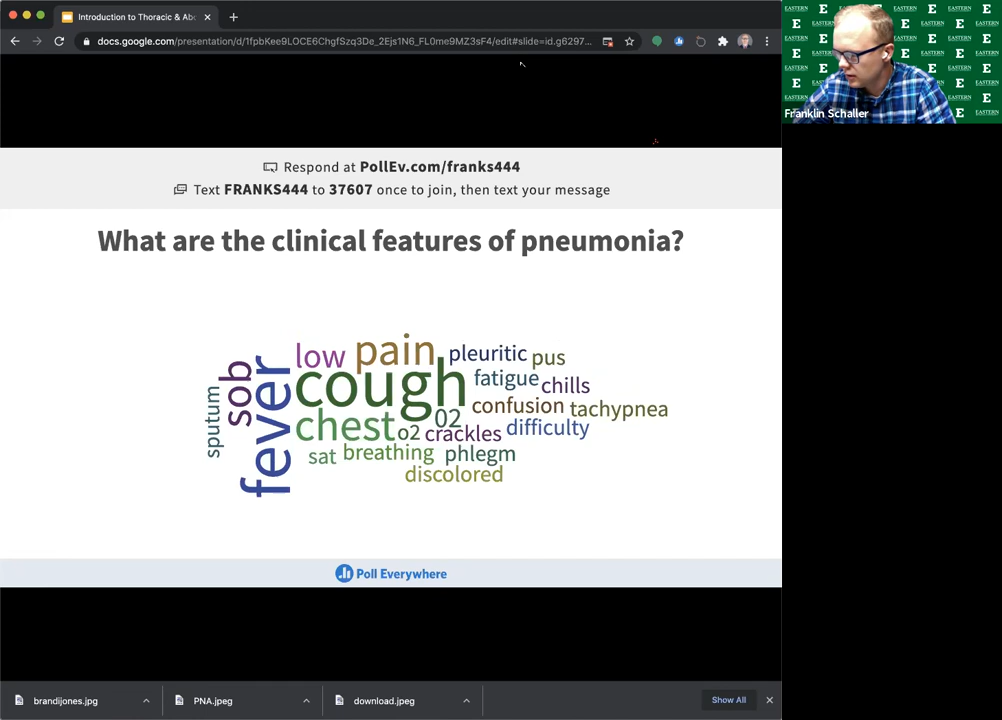 Introduction to Thoracic & Abd
docs.google.com/presentation/d/1fpbKee9LOCE6ChgfSzq3De_2Ejs1N6_FL0me9MZ3sF4/edit#slide=id.g6297...
Respond at PollEv.com/franks444
Text FRANKS444 to 37607 once to join, then text your message
What are the clinical features of pneumonia?
low
pain
pleuritic
pus
sob
fever
cough
fatigue
chills
sputum
confusion
tachypnea
chest
o2
O2
crackles
difficulty
sat
breathing
phlegm
discolored
Poll Everywhere
brandijones.jpg
PNA.jpeg
download.jpeg
Show All
EASTERN
E
Franklin Schaller